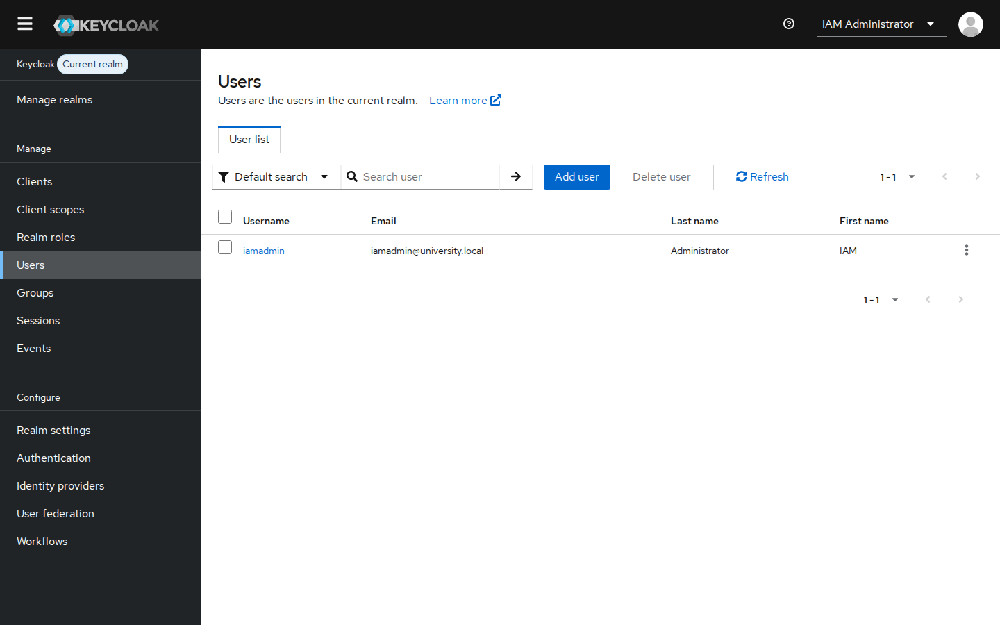 KEYCLOAK
IAM Administrator
Keycloak Current realm
Manage realms
Manage
Clients
Client scopes
Realm roles
Users
Groups
Sessions
Events
Configure
Realm settings
Authentication
Identity providers
User federation
Workflows
Users
Users are the users in the current realm. Learn more
User list
Default search Search user Add user Delete user Refresh 1 - 1
Username Email Last name First name
iamadmin iamadmin@university.local Administrator IAM
1 - 1